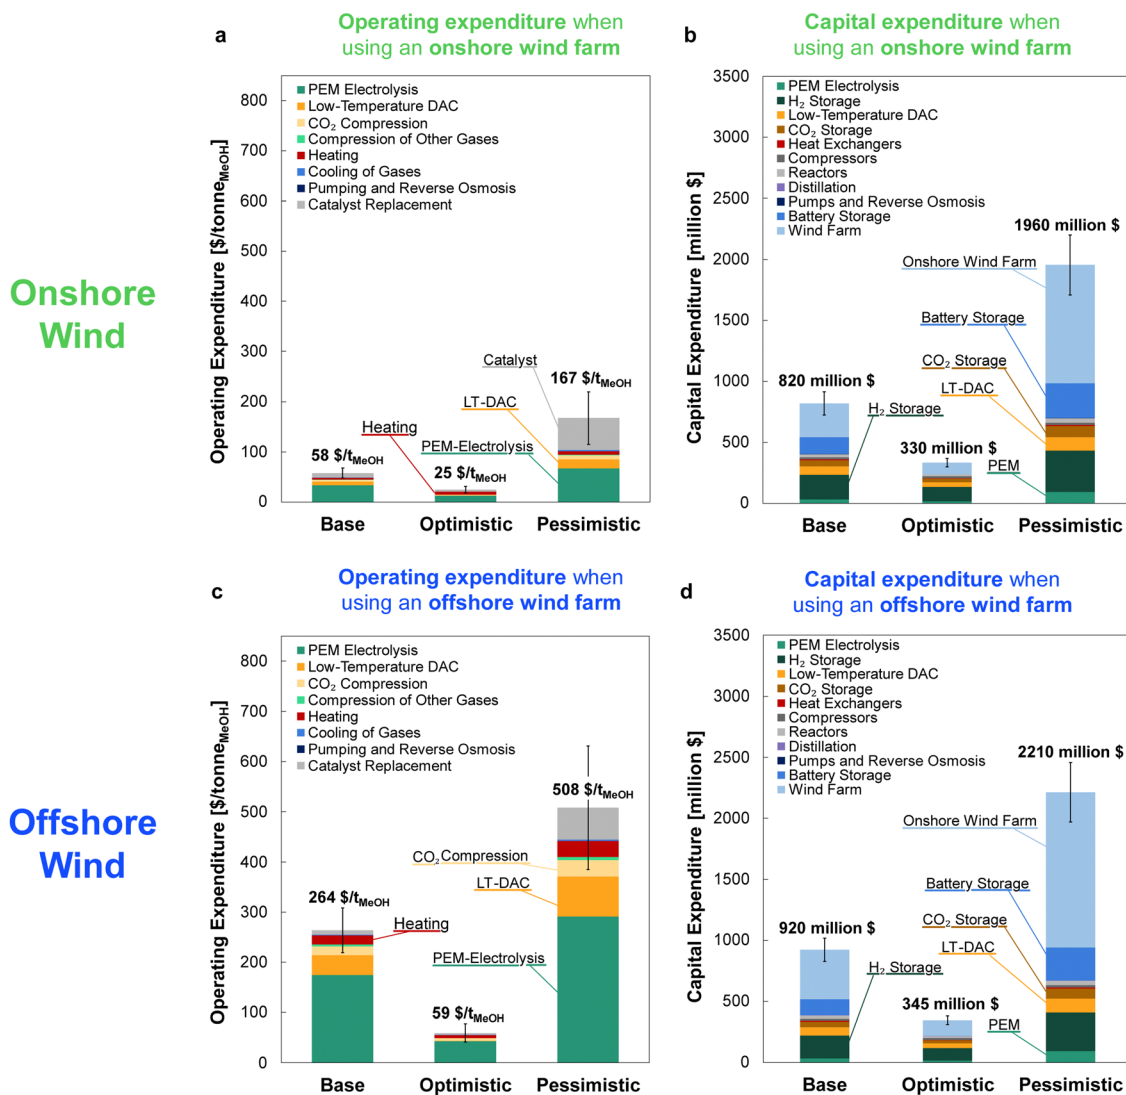 Onshore
Wind
a
Operating expenditure when
using an onshore wind farm
Operating Expenditure [$/tonneMeOH]
800
700
600
500
400
300
200
100
0
PEM Electrolysis
Low-Temperature DAC
CO₂ Compression
Compression of Other Gases
Heating
Cooling of Gases
Pumping and Reverse Osmosis
Catalyst Replacement
Catalyst
167 $/tMeOH
LT-DAC
Heating
PEM-Electrolysis
58 $/tMeOH
25 $/tMeOH
Base
Optimistic
Pessimistic
b
Capital expenditure when
using an onshore wind farm
Capital Expenditure [million $]
3500
3000
2500
2000
1500
1000
500
0
PEM Electrolysis
H₂ Storage
Low-Temperature DAC
CO₂ Storage
Heat Exchangers
Compressors
Reactors
Distillation
Pumps and Reverse Osmosis
Battery Storage
Wind Farm
1960 million $
Onshore Wind Farm
Battery Storage
CO₂ Storage
820 million $
LT-DAC
H₂ Storage
330 million $
PEM
Base
Optimistic
Pessimistic
Offshore
Wind
c
Operating expenditure when
using an offshore wind farm
Operating Expenditure [$/tonneMeOH]
800
700
600
500
400
300
200
100
0
PEM Electrolysis
Low-Temperature DAC
CO₂ Compression
Compression of Other Gases
Heating
Cooling of Gases
Pumping and Reverse Osmosis
Catalyst Replacement
508 $/tMeOH
CO₂ Compression
LT-DAC
264 $/tMeOH
Heating
PEM-Electrolysis
59 $/tMeOH
Base
Optimistic
Pessimistic
d
Capital expenditure when
using an offshore wind farm
Capital Expenditure [million $]
3500
3000
2500
2000
1500
1000
500
0
PEM Electrolysis
H₂ Storage
Low-Temperature DAC
CO₂ Storage
Heat Exchangers
Compressors
Reactors
Distillation
Pumps and Reverse Osmosis
Battery Storage
Wind Farm
2210 million $
Onshore Wind Farm
Battery Storage
920 million $
CO₂ Storage
LT-DAC
H₂ Storage
345 million $
PEM
Base
Optimistic
Pessimistic